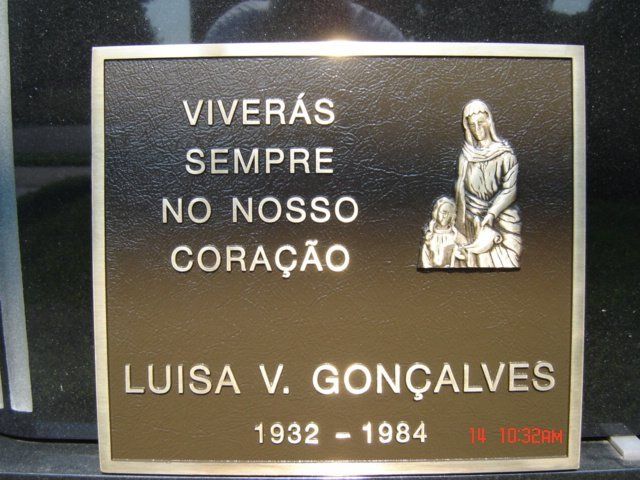 VIVERÁS
SEMPRE
NO NOSSO
CORAÇÃO
LUISA V. GONÇALVES
1932 - 1984
14 10:32AM